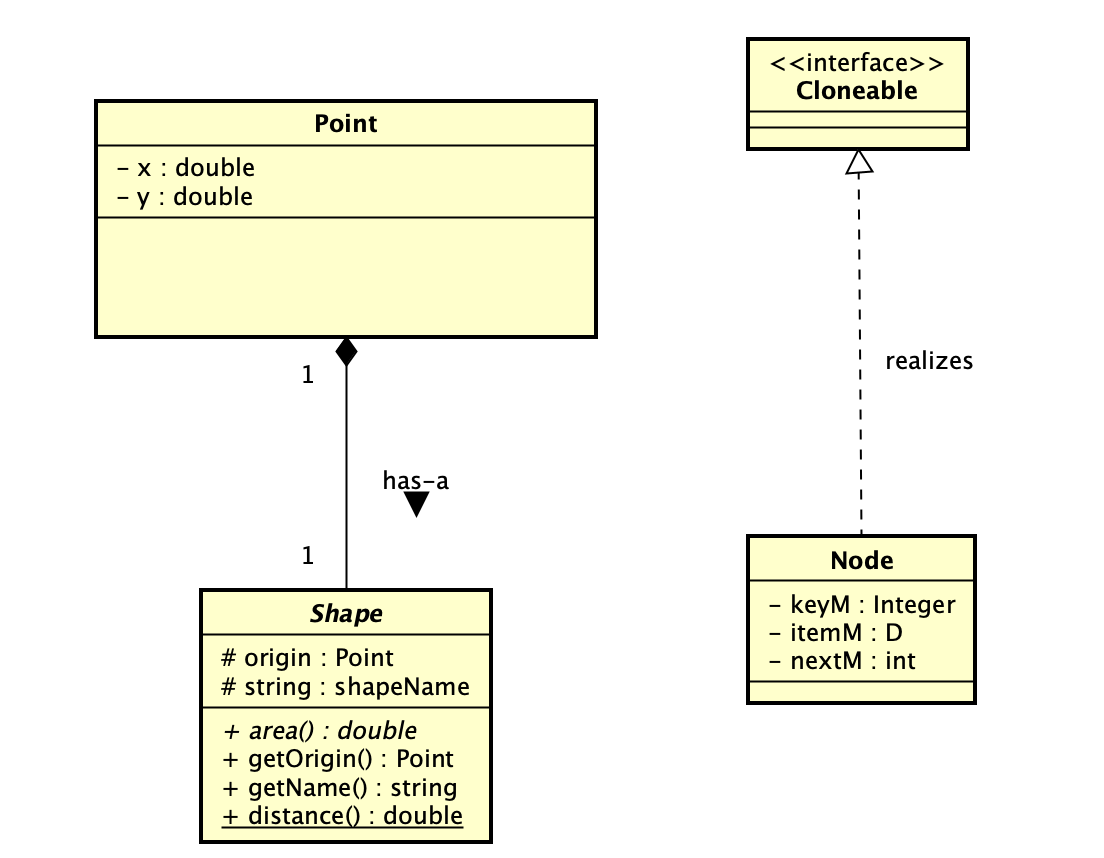 Point
- x : double
- y : double
1
has-a
1
Shape
# origin : Point
# string : shapeName
+ area() : double
+ getOrigin() : Point
+ getName() : string
+ distance() : double
<<interface>>
Cloneable
realizes
Node
- keyM : Integer
- itemM : D
- nextM : int